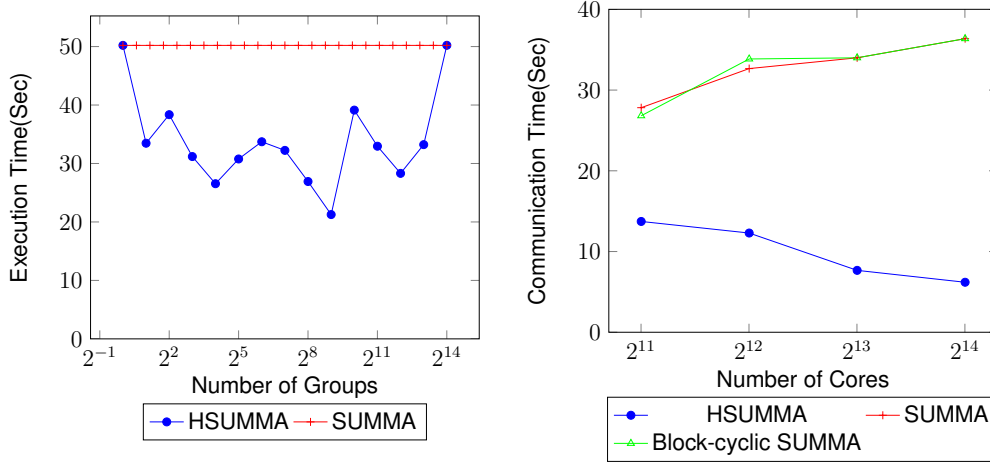 Execution Time(Sec)
50
40
30
20
10
0
2^{-1}
2^{2}
2^{5}
2^{8}
2^{11}
2^{14}
Number of Groups
HSUMMA
SUMMA
Communication Time(Sec)
40
30
20
10
0
2^{11}
2^{12}
2^{13}
2^{14}
Number of Cores
HSUMMA
SUMMA
Block-cyclic SUMMA